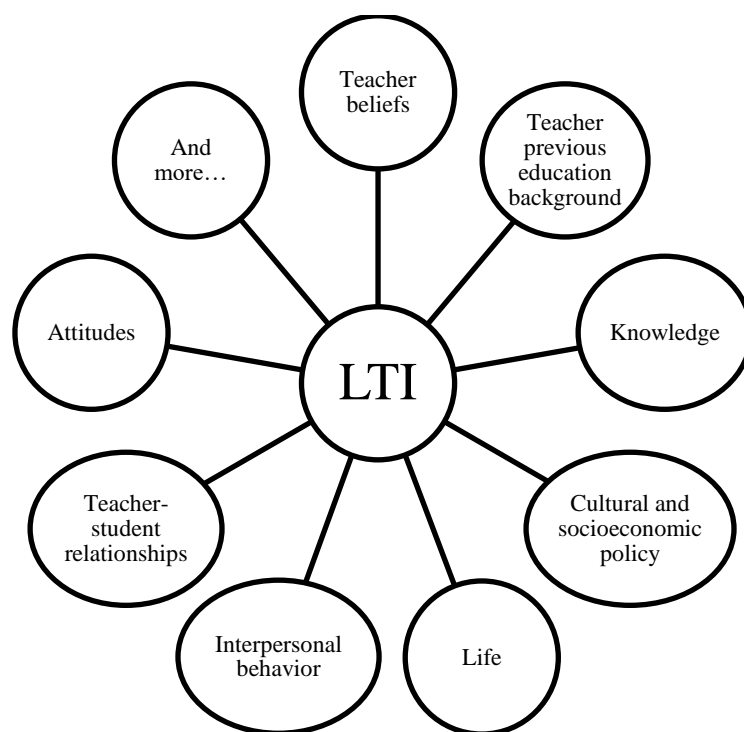 Teacher
beliefs
Teacher
previous
education
background
Knowledge
Cultural and
socioeconomic
policy
Life
Interpersonal
behavior
Teacher-
student
relationships
Attitudes
And
more…
LTI